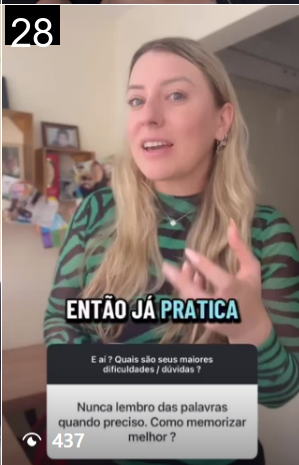 28
ENTÃO JÁ PRATICA
E aí ? Quais são seus maiores
dificuldades / dúvidas ?
Nunca lembro das palavras
quando preciso. Como memorizar
melhor ?
437